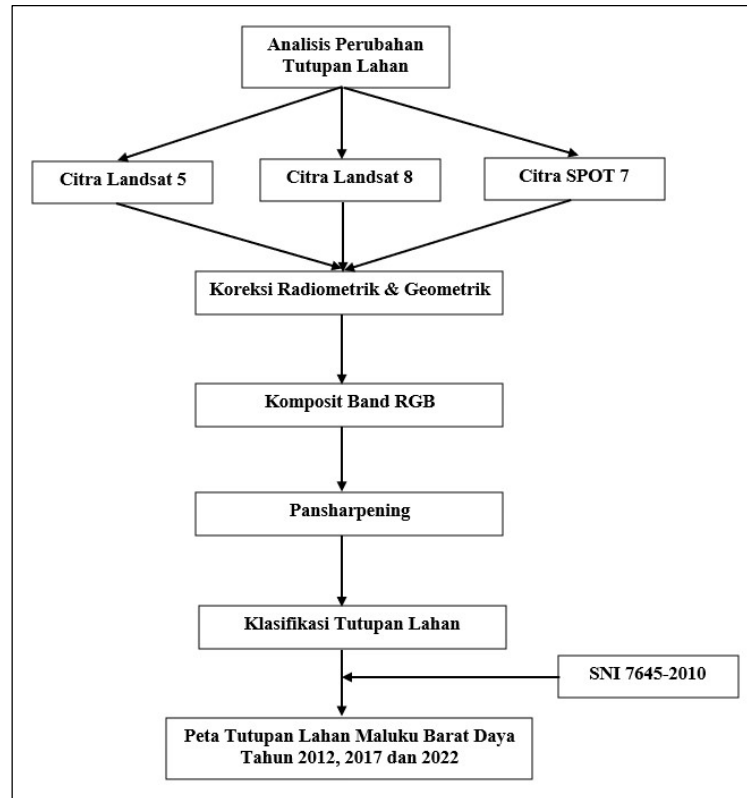 Analisis Perubahan
Tutupan Lahan
Citra Landsat 5
Citra Landsat 8
Citra SPOT 7
Koreksi Radiometrik & Geometrik
Komposit Band RGB
Pansharpening
Klasifikasi Tutupan Lahan
SNI 7645-2010
Peta Tutupan Lahan Maluku Barat Daya
Tahun 2012, 2017 dan 2022